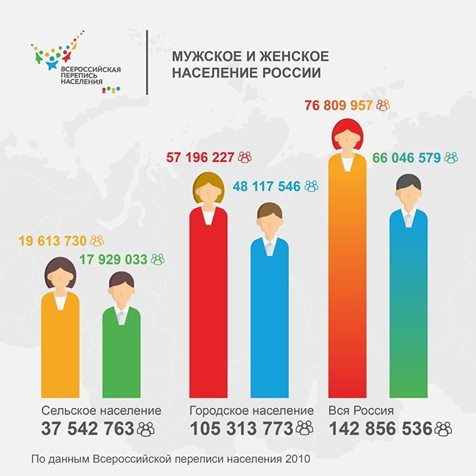 ВСЕРОССИЙСКАЯ
ПЕРЕПИСЬ
НАСЕЛЕНИЯ
2020
МУЖСКОЕ И ЖЕНСКОЕ
НАСЕЛЕНИЕ РОССИИ
76 809 957
57 196 227
66 046 579
48 117 546
19 613 730
17 929 033
Сельское население
37 542 763
Городское население
105 313 773
Вся Россия
142 856 536
По данным Всероссийской переписи населения 2010